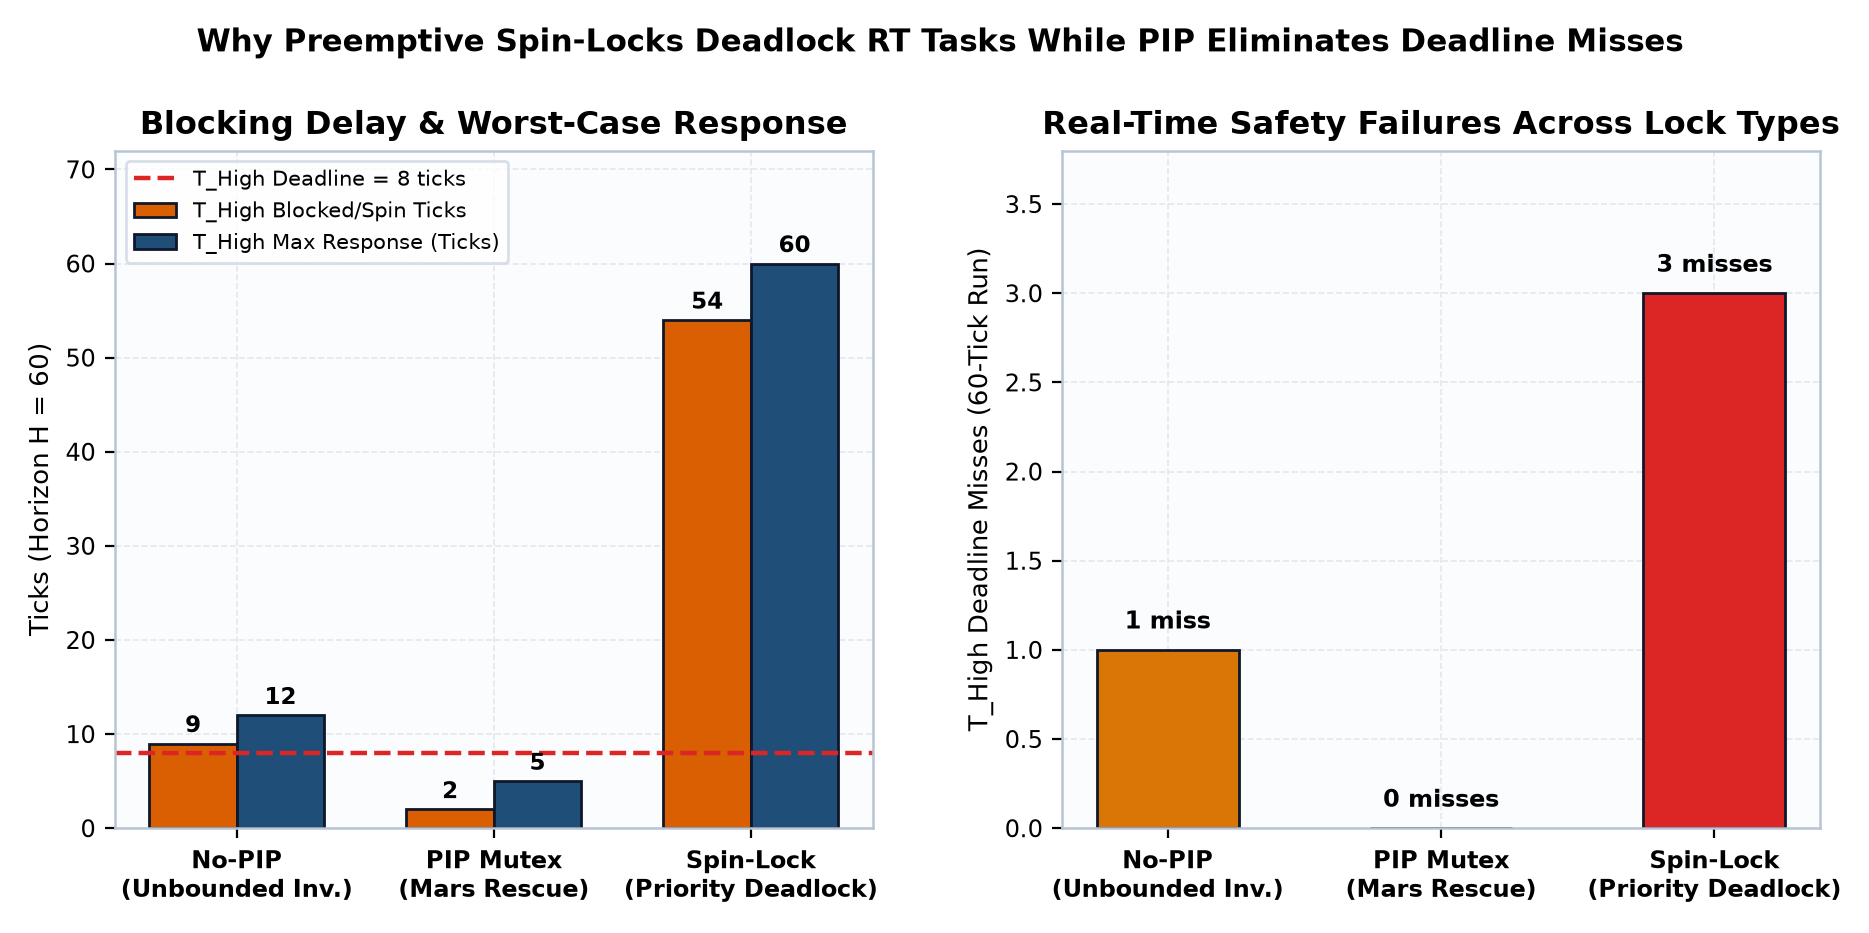 Why Preemptive Spin-Locks Deadlock RT Tasks While PIP Eliminates Deadline Misses
Blocking Delay & Worst-Case Response
Ticks (Horizon H = 60)
70
60
50
40
30
20
10
0
T_High Deadline = 8 ticks
T_High Blocked/Spin Ticks
T_High Max Response (Ticks)
9
12
2
5
54
60
No-PIP
(Unbounded Inv.)
PIP Mutex
(Mars Rescue)
Spin-Lock
(Priority Deadlock)
Real-Time Safety Failures Across Lock Types
T_High Deadline Misses (60-Tick Run)
3.5
3.0
2.5
2.0
1.5
1.0
0.5
0.0
1 miss
0 misses
3 misses
No-PIP
(Unbounded Inv.)
PIP Mutex
(Mars Rescue)
Spin-Lock
(Priority Deadlock)